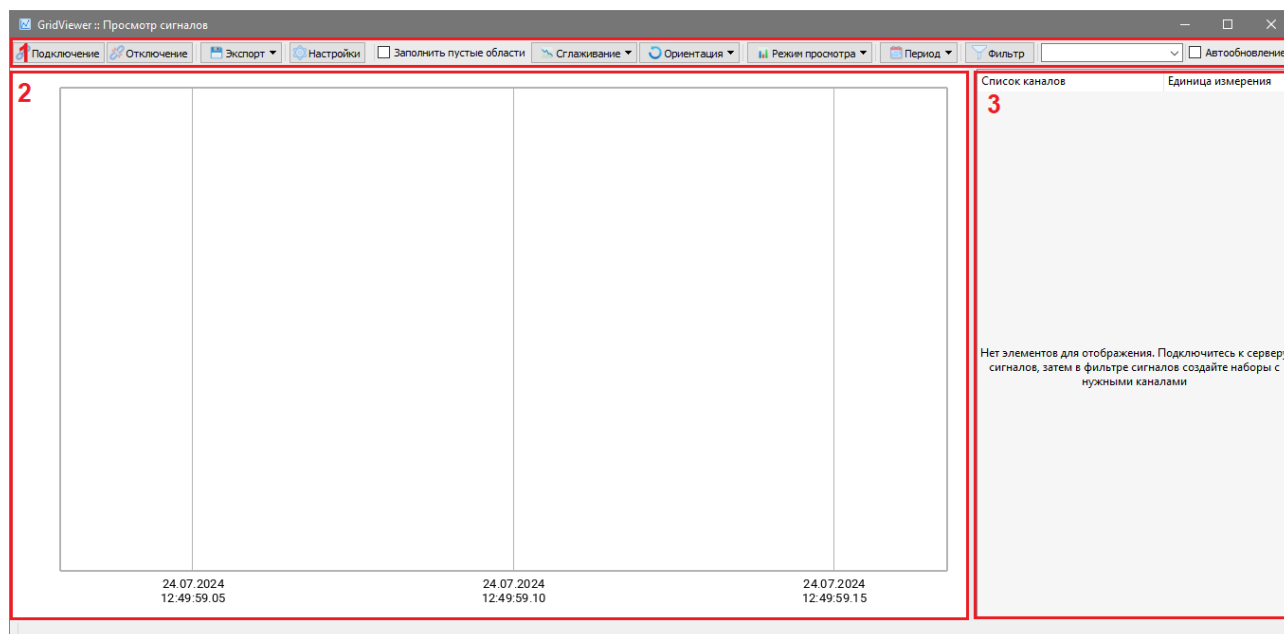 GridViewer :: Просмотр сигналов
1 Подключение Отключение Экспорт Настройки Заполнить пустые области Сглаживание Ориентация Режим просмотра Период Фильтр Автообновление
2
Список каналов Единица измерения
3
Нет элементов для отображения. Подключитесь к серверу
сигналов, затем в фильтре сигналов создайте наборы с
нужными каналами
24.07.2024 24.07.2024 24.07.2024
12:49:59.05 12:49:59.10 12:49:59.15